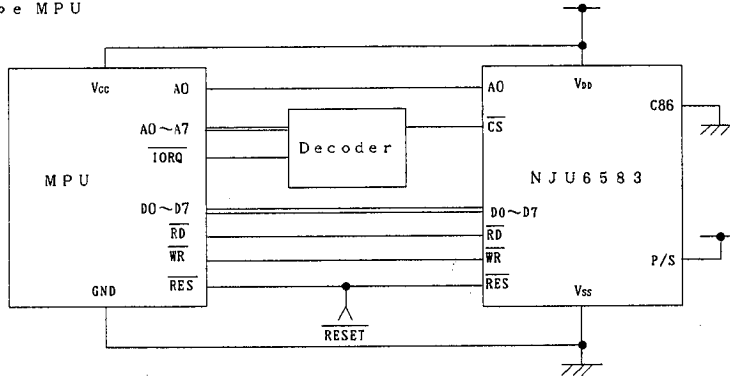 pe MPU
Vcc
A0
A0~A7
IORQ
MPU
D0~D7
RD
WR
RES
GND
Decoder
RESET
VDD
A0
C86
CS
NJU6583
D0~D7
RD
WR
P/S
RES
VSS